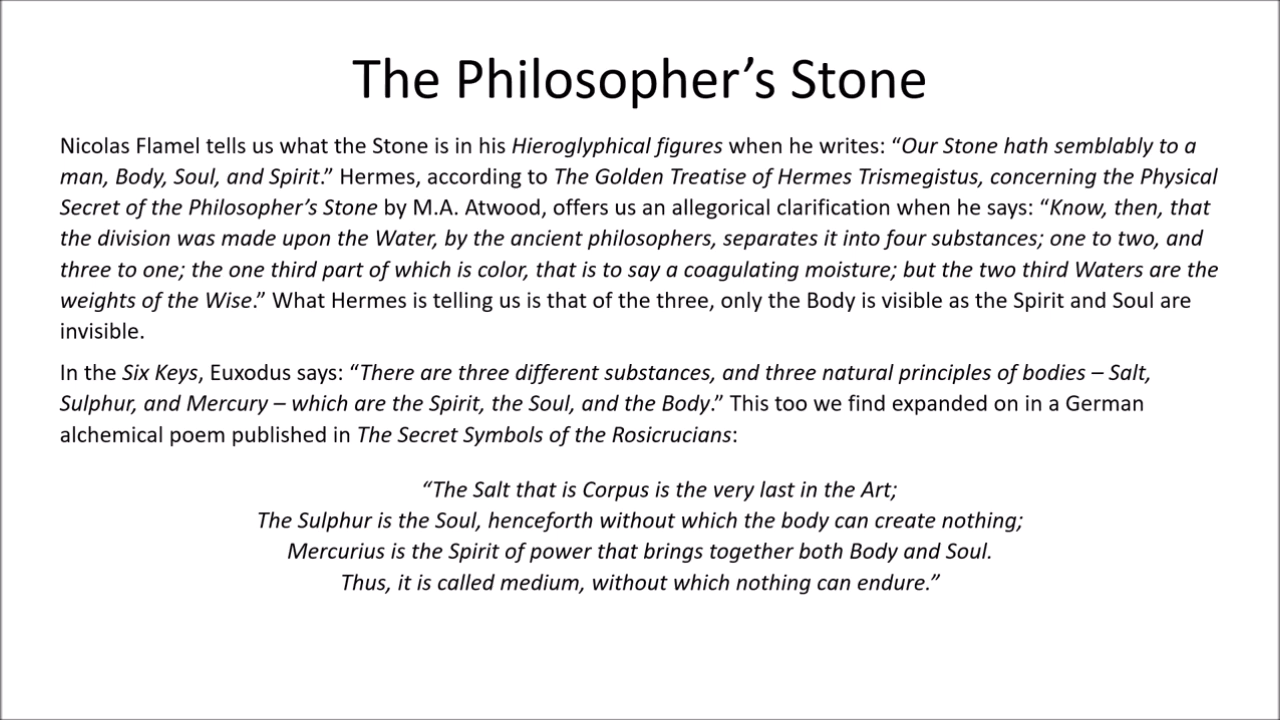 The Philosopher’s Stone
Nicolas Flamel tells us what the Stone is in his Hieroglyphical figures when he writes: “Our Stone hath semblably to a
man, Body, Soul, and Spirit.” Hermes, according to The Golden Treatise of Hermes Trismegistus, concerning the Physical
Secret of the Philosopher’s Stone by M.A. Atwood, offers us an allegorical clarification when he says: “Know, then, that
the division was made upon the Water, by the ancient philosophers, separates it into four substances; one to two, and
three to one; the one third part of which is color, that is to say a coagulating moisture; but the two third Waters are the
weights of the Wise.” What Hermes is telling us is that of the three, only the Body is visible as the Spirit and Soul are
invisible.
In the Six Keys, Euxodus says: “There are three different substances, and three natural principles of bodies – Salt,
Sulphur, and Mercury – which are the Spirit, the Soul, and the Body.” This too we find expanded on in a German
alchemical poem published in The Secret Symbols of the Rosicrucians:
“The Salt that is Corpus is the very last in the Art;
The Sulphur is the Soul, henceforth without which the body can create nothing;
Mercurius is the Spirit of power that brings together both Body and Soul.
Thus, it is called medium, without which nothing can endure.”